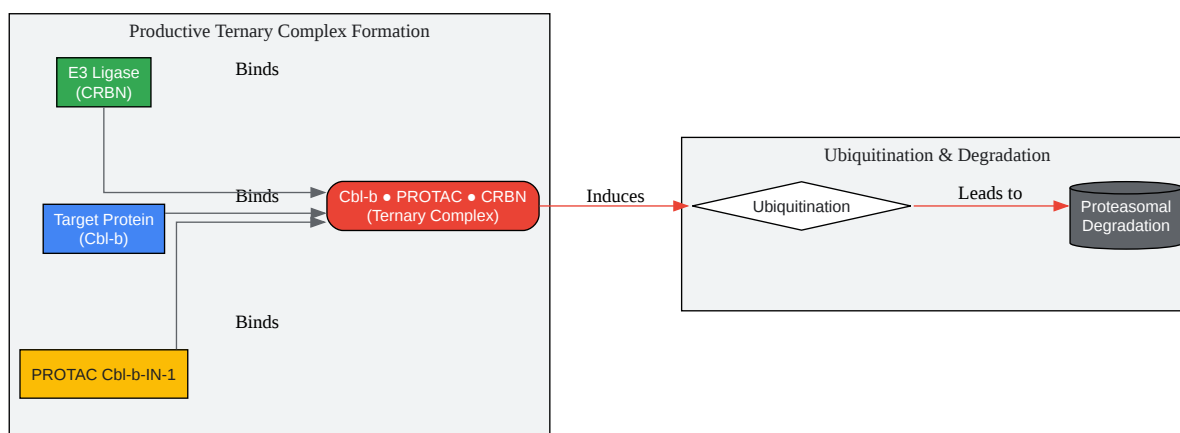 Productive Ternary Complex Formation
E3 Ligase
(CRBN)
Binds
Target Protein
(Cbl-b)
Binds
PROTAC Cbl-b-IN-1
Binds
Cbl-b ● PROTAC ● CRBN
(Ternary Complex)
Induces
Ubiquitination & Degradation
Ubiquitination
Leads to
Proteasomal
Degradation